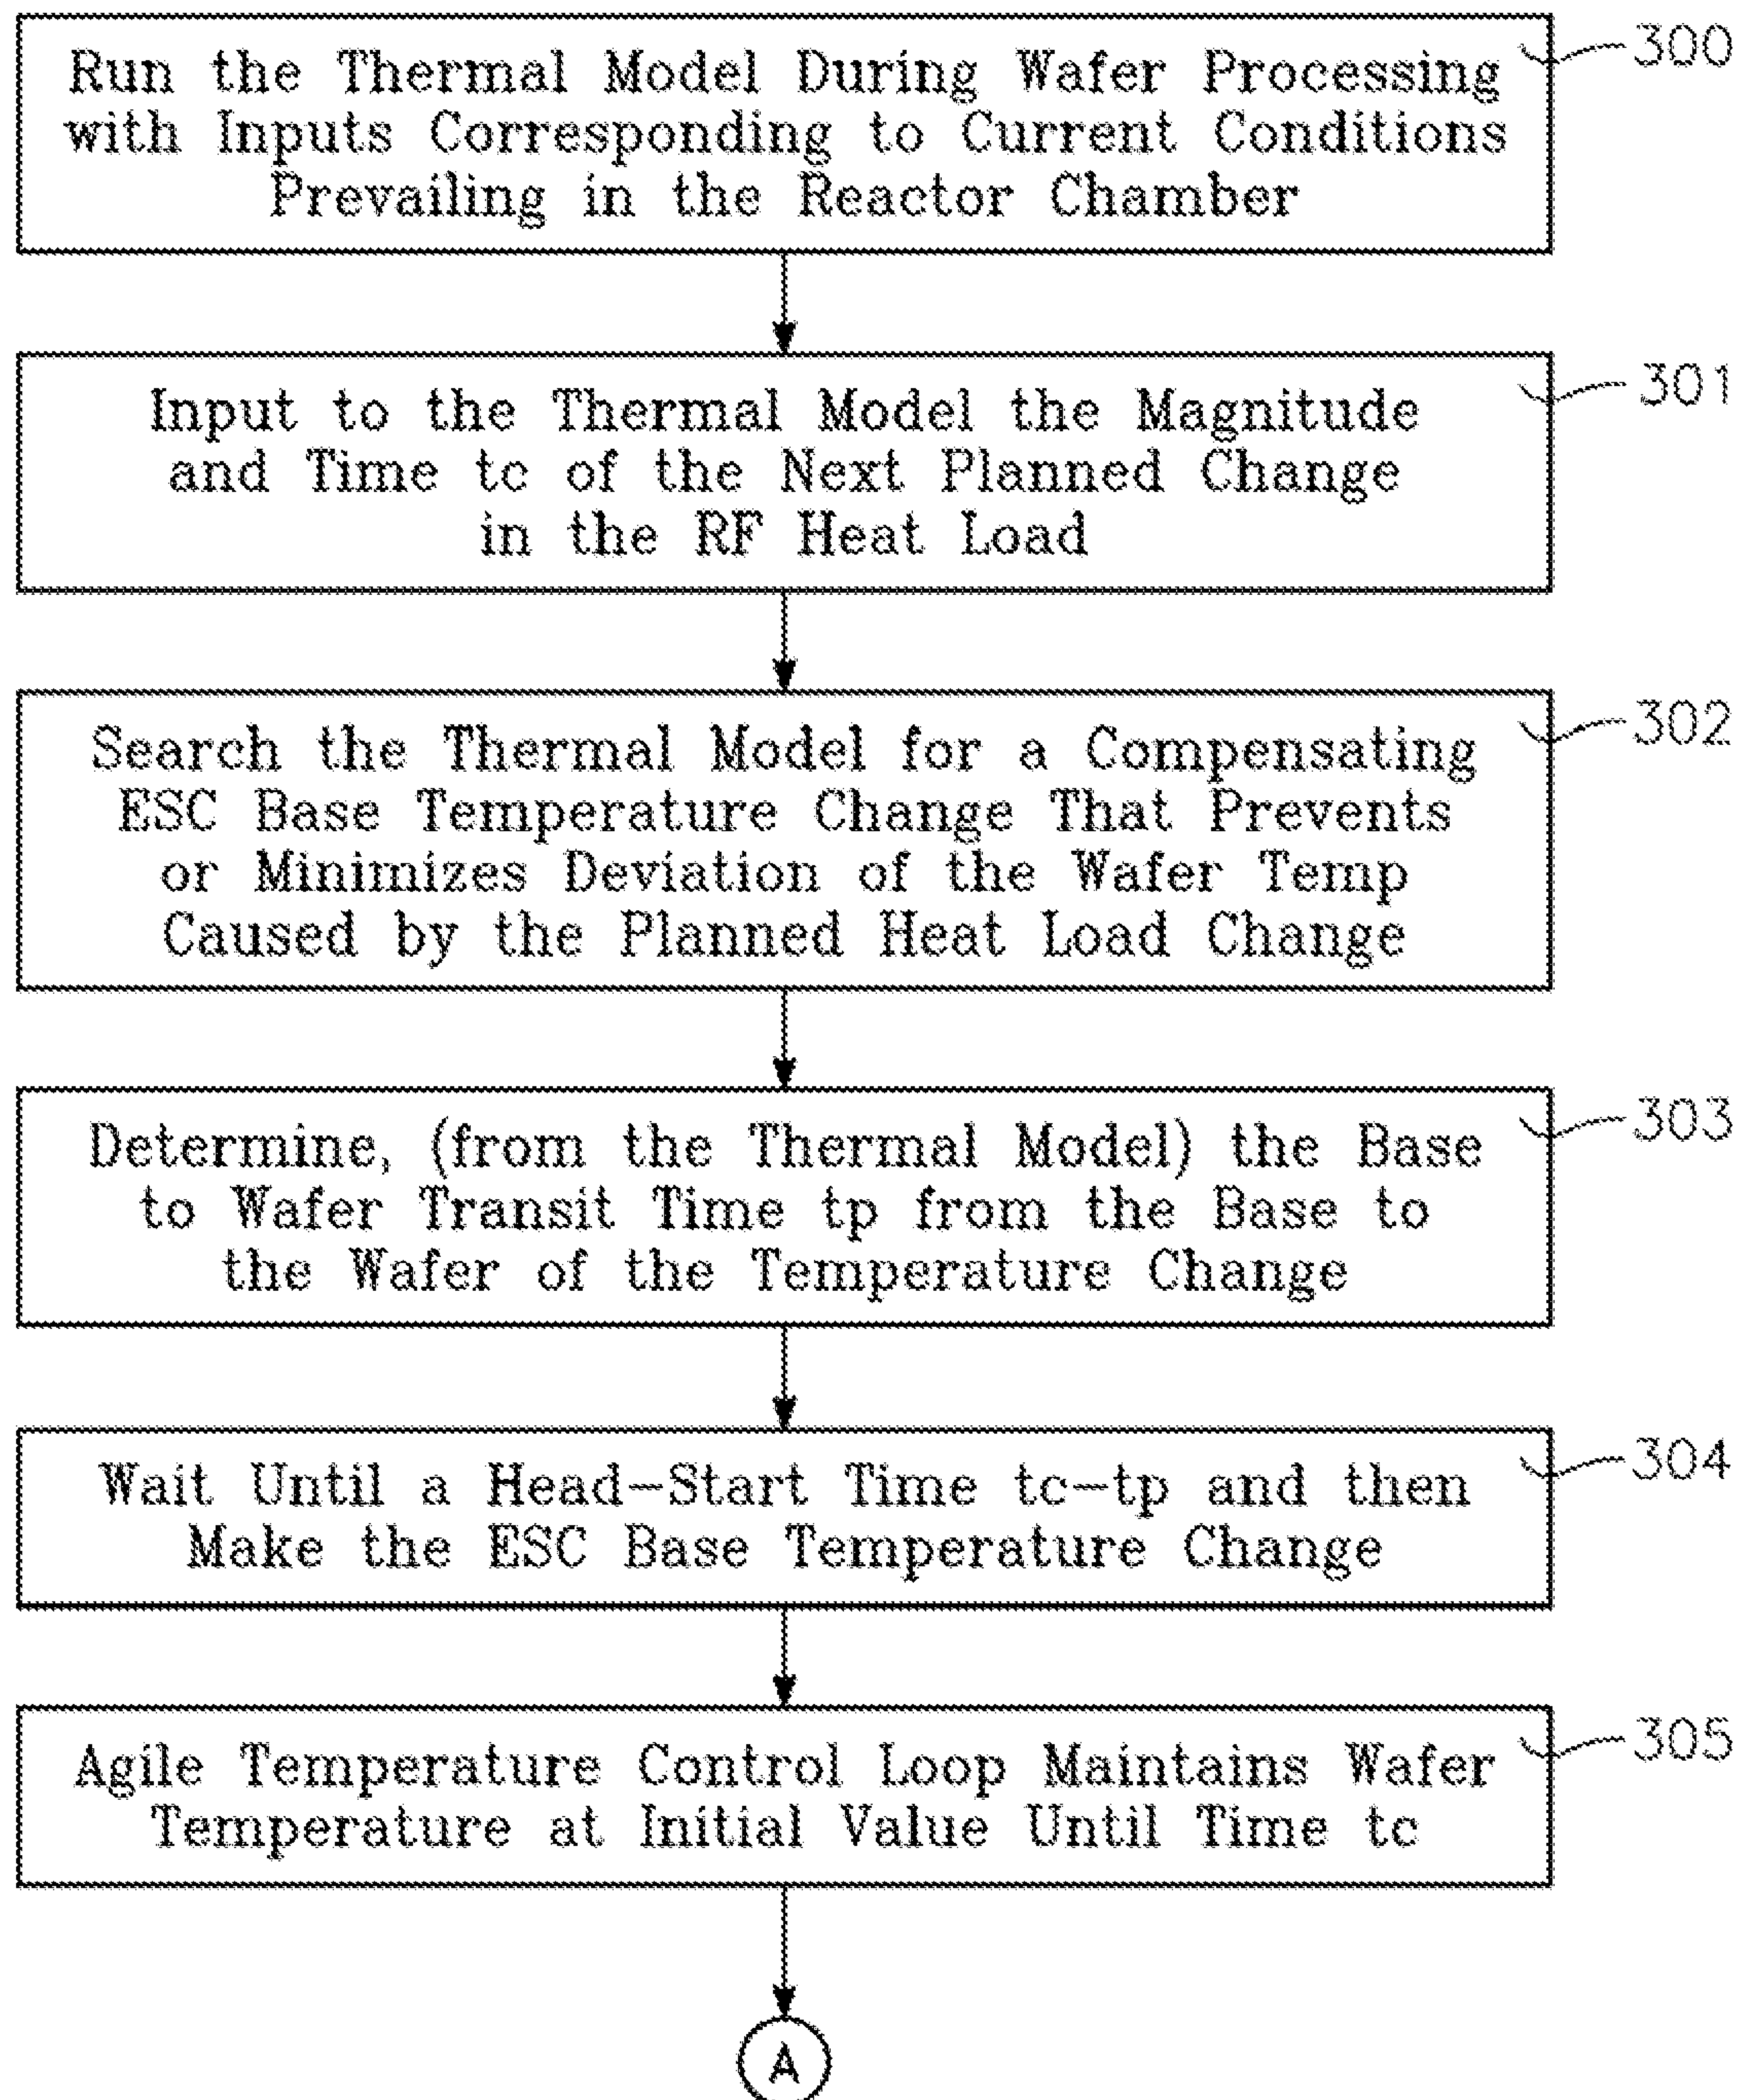 Run the Thermal Model During Wafer Processing
with Inputs Corresponding to Current Conditions
Prevailing in the Reactor Chamber
300
Input to the Thermal Model the Magnitude
and Time tc of the Next Planned Change
in the RF Heat Load
301
Search the Thermal Model for a Compensating
ESC Base Temperature Change That Prevents
or Minimizes Deviation of the Wafer Temp
Caused by the Planned Heat Load Change
302
Determine, (from the Thermal Model) the Base
to Wafer Transit Time tp from the Base to
the Wafer of the Temperature Change
303
Wait Until a Head-Start Time tc-tp and then
Make the ESC Base Temperature Change
304
Agile Temperature Control Loop Maintains Wafer
Temperature at Initial Value Until Time tc
305
A